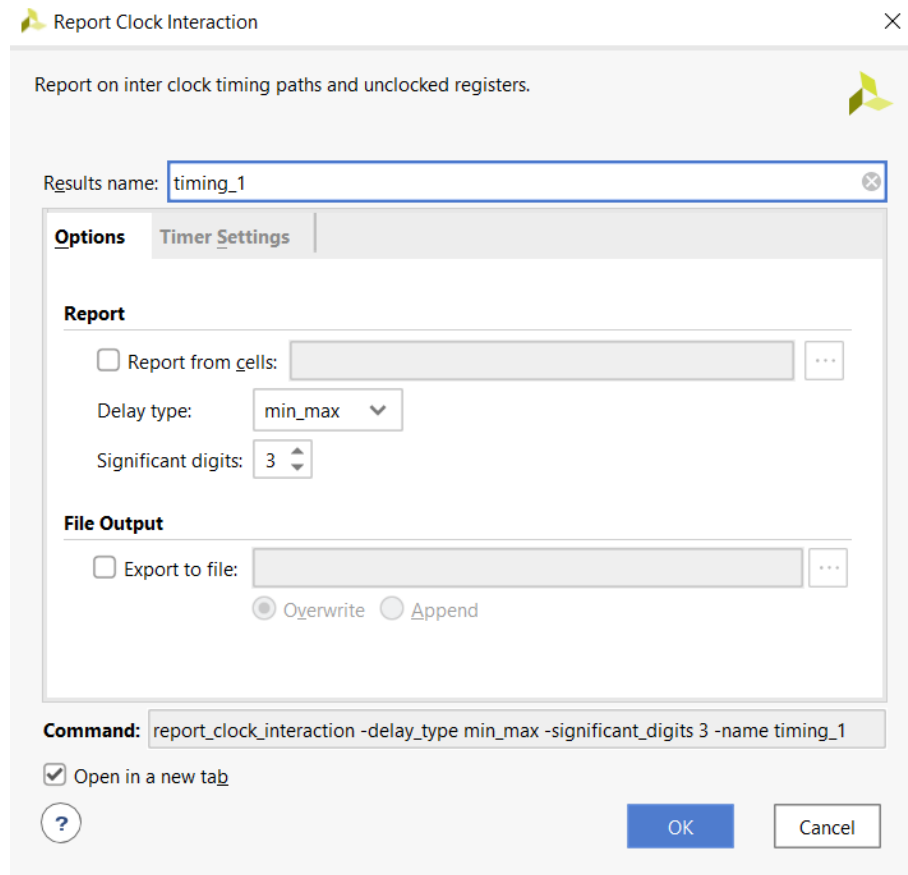 Report Clock Interaction
Report on inter clock timing paths and unclocked registers.
Results name: timing_1
Options Timer Settings
Report
Report from cells: ...
Delay type: min_max
Significant digits: 3
File Output
Export to file: ...
Overwrite Append
Command: report_clock_interaction -delay_type min_max -significant_digits 3 -name timing_1
Open in a new tab
? OK Cancel